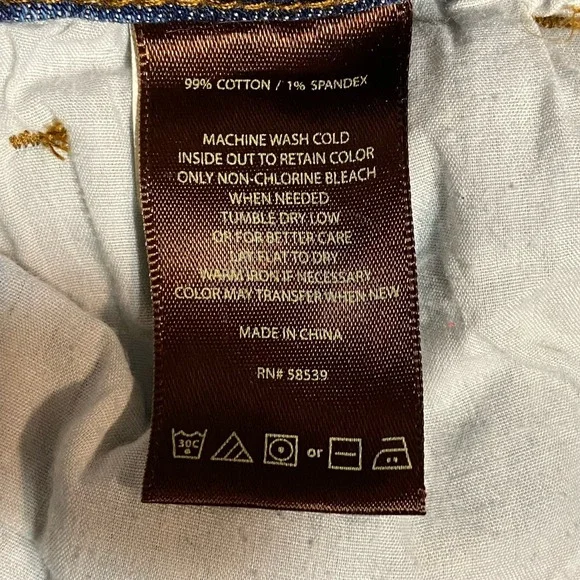 99% COTTON / 1% SPANDEX
MACHINE WASH COLD
INSIDE OUT TO RETAIN COLOR
ONLY NON-CHLORINE BLEACH
WHEN NEEDED
TUMBLE DRY LOW
OR FOR BETTER CARE
LAY FLAT TO DRY
WARM IRON IF NECESSARY
COLOR MAY TRANSFER WHEN NEW
MADE IN CHINA
RN# 58539
30C or